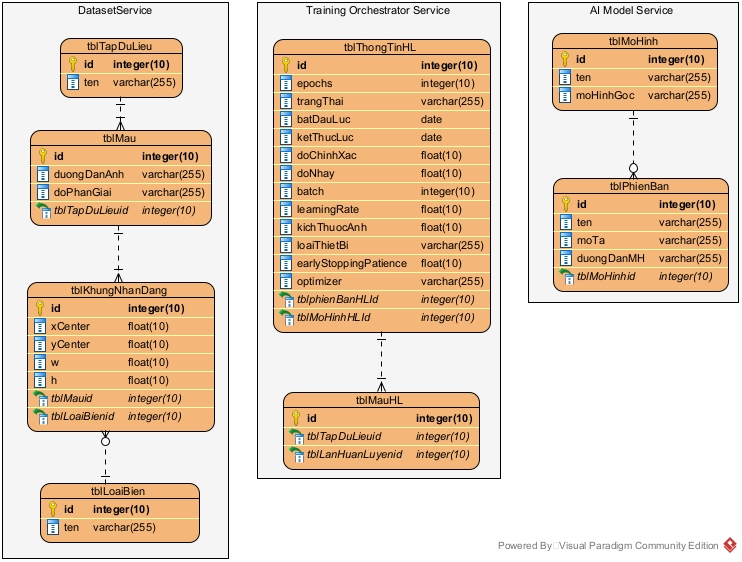 DatasetService
tblTapDuLieu
id integer(10)
ten varchar(255)
tblMau
id integer(10)
duongDanAnh varchar(255)
doPhanGiai varchar(255)
tblTapDuLieuid integer(10)
tblKhungNhanDang
id integer(10)
xCenter float(10)
yCenter float(10)
w float(10)
h float(10)
tblMauid integer(10)
tblLoaiBienid integer(10)
tblLoaiBien
id integer(10)
ten varchar(255)
Training Orchestrator Service
tblThongTinHL
id integer(10)
epochs integer(10)
trangThai varchar(255)
batDauLuc date
ketThucLuc date
doChinhXac float(10)
doNhay float(10)
batch integer(10)
learningRate float(10)
kichThuocAnh float(10)
loaiThietBi varchar(255)
earlyStoppingPatience float(10)
optimizer varchar(255)
tblphienBanHLId integer(10)
tblMoHinhHLId integer(10)
tblMauHL
id integer(10)
tblTapDuLieuid integer(10)
tblLanHuanLuyenid integer(10)
AI Model Service
tblMoHinh
id integer(10)
ten varchar(255)
moHinhGoc varchar(255)
tblPhienBan
id integer(10)
ten varchar(255)
moTa varchar(255)
duongDanMH varchar(255)
tblMoHinhid integer(10)
Powered By Visual Paradigm Community Edition